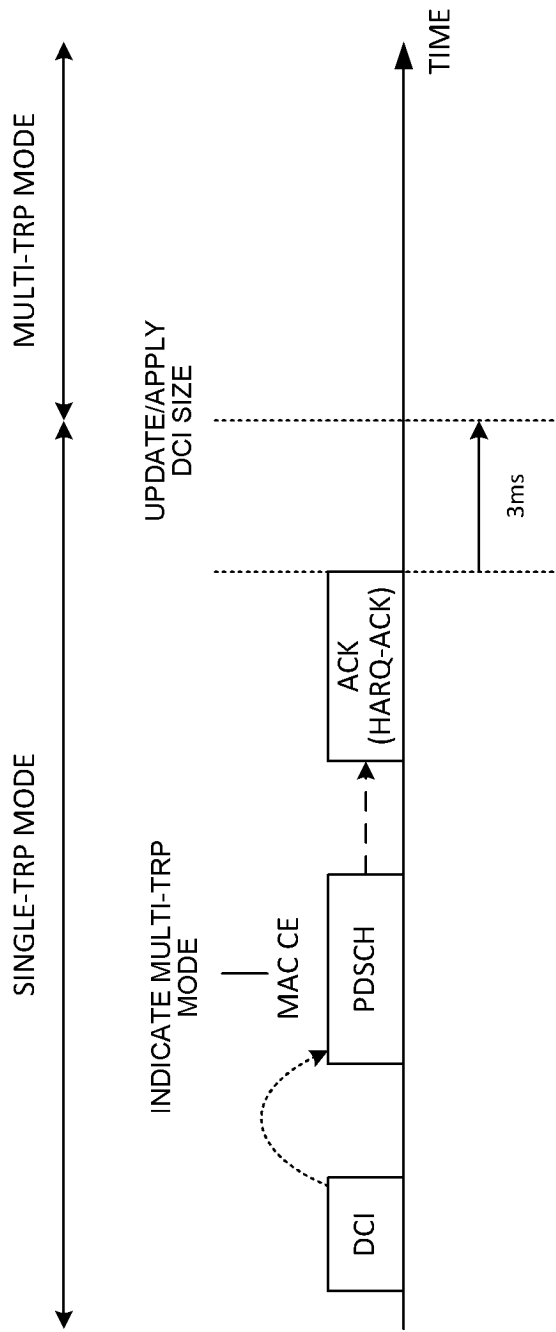 SINGLE-TRP MODE
MULTI-TRP MODE
INDICATE MULTI-TRP
MODE
MAC CE
UPDATE/APPLY
DCI SIZE
DCI
PDSCH
ACK
(HARQ-ACK)
3ms
TIME